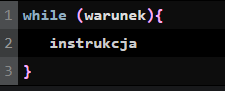 1 while (warunek){
2    instrukcja
3 }